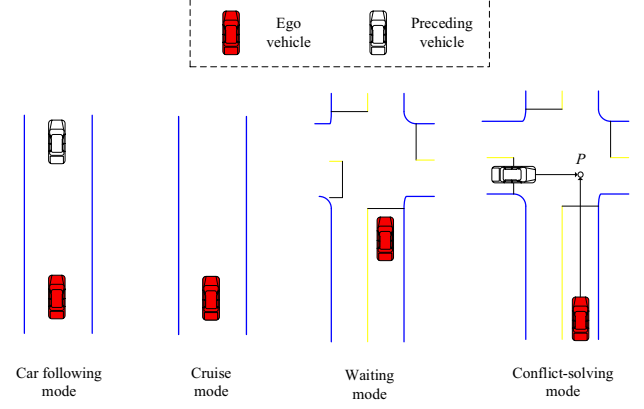 Ego
vehicle
Preceding
vehicle
P
Car following
mode
Cruise
mode
Waiting
mode
Conflict-solving
mode